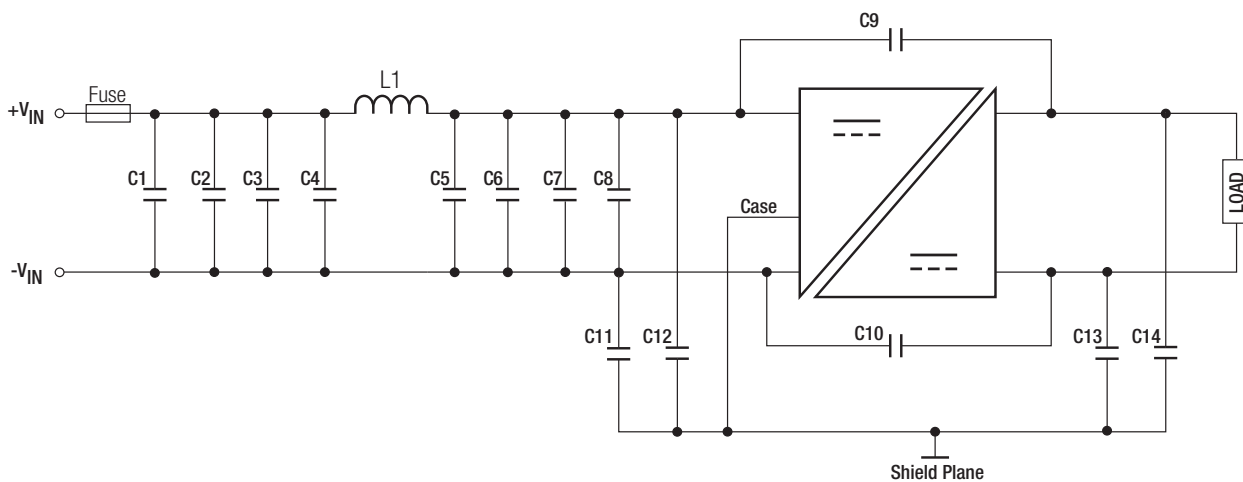 C9
L1
Fuse
+VIN
C1
C2
C3
C4
C5
C6
C7
C8
LOAD
Case
-VIN
C11
C12
C10
C13
C14
Shield Plane